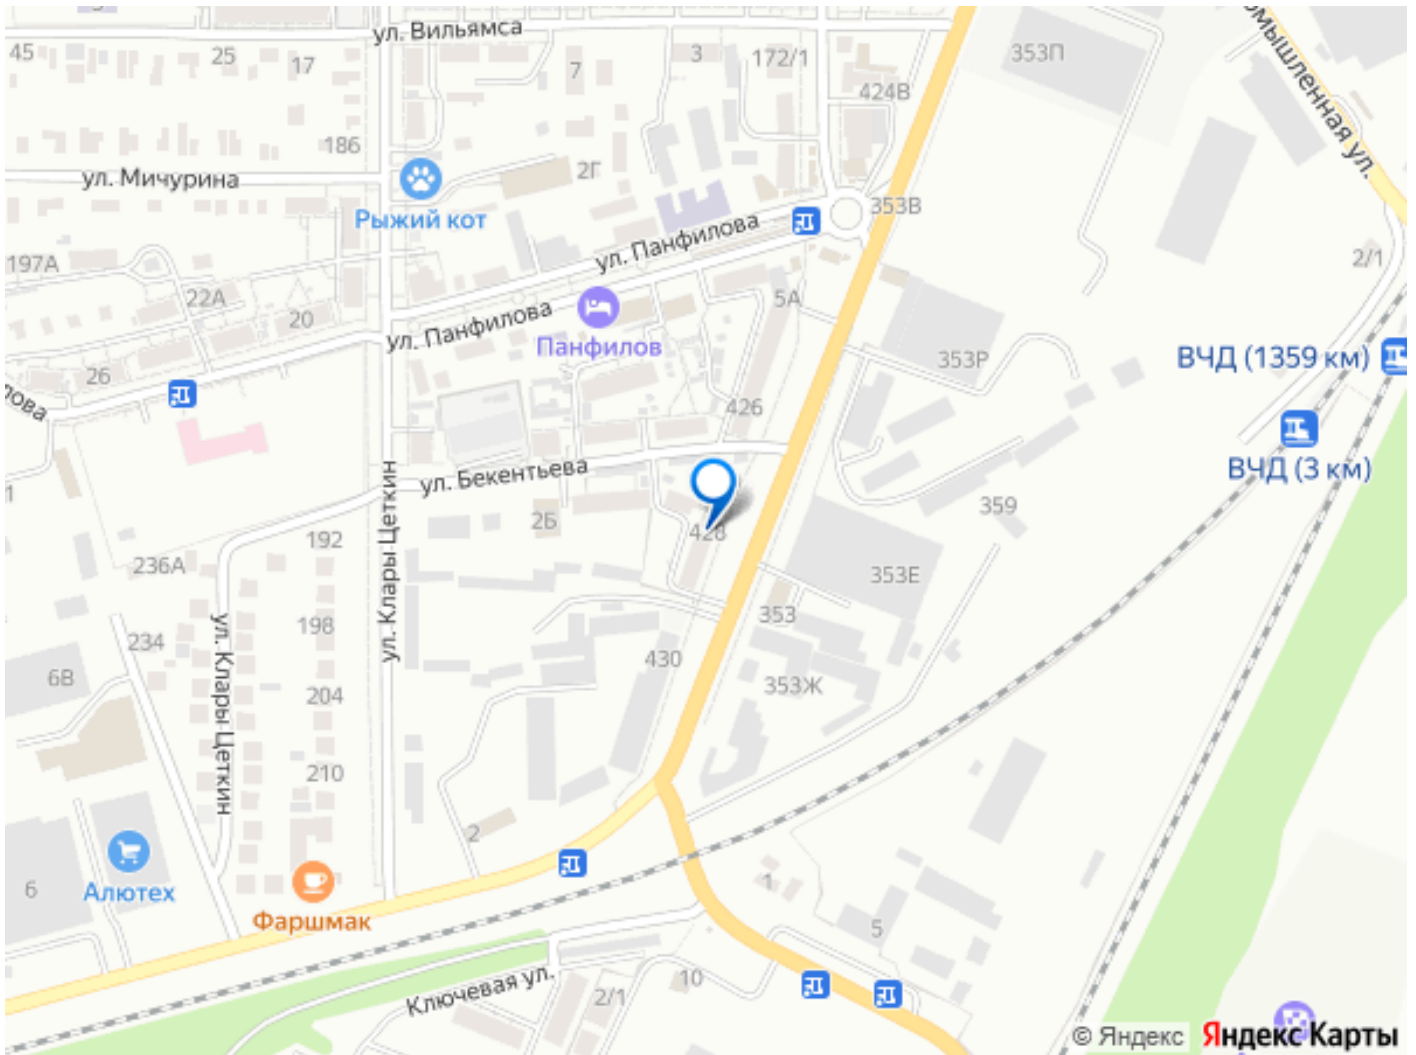 ул. Вильямса
45
25
17
7
3
172/1
353П
424В
186
ул. Мичурина
2Г
Рыжий кот
353В
ул. Панфилова
197А
22А
20
5А
2/1
Панфилов
ул. Панфилова
353Р
ВЧД (1359 км)
26
426
ВЧД (3 км)
ул. Бекентьева
1
2Б
359
428
192
236А
353Е
ул. Клары Цеткин
ул. Клары Цеткин
198
353
234
430
6В
204
353Ж
210
2
6
Алютех
Фаршмак
1
5
Ключевая ул.
2/1
10
© Яндекс
Яндекс Карты